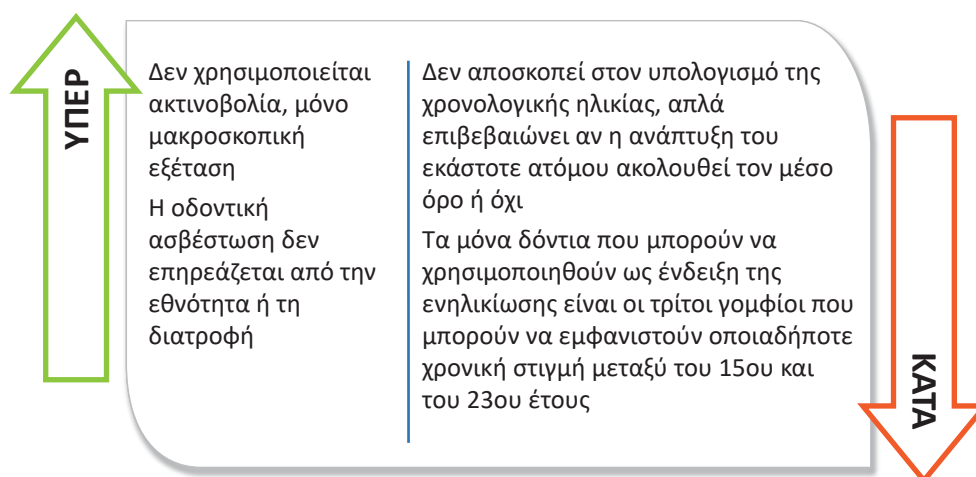 ΥΠΕΡ
Δεν χρησιμοποιείται
ακτινοβολία, μόνο
μακροσκοπική
εξέταση
Η οδοντική
ασβέστωση δεν
επηρεάζεται από την
εθνότητα ή τη
διατροφή
Δεν αποσκοπεί στον υπολογισμό της
χρονολογικής ηλικίας, απλά
επιβεβαιώνει αν η ανάπτυξη του
εκάστοτε ατόμου ακολουθεί τον μέσο
όρο ή όχι
Τα μόνα δόντια που μπορούν να
χρησιμοποιηθούν ως ένδειξη της
ενηλικίωσης είναι οι τρίτοι γομφίοι που
μπορούν να εμφανιστούν οποιαδήποτε
χρονική στιγμή μεταξύ του 15ου και
του 23ου έτους
ΚΑΤΑ